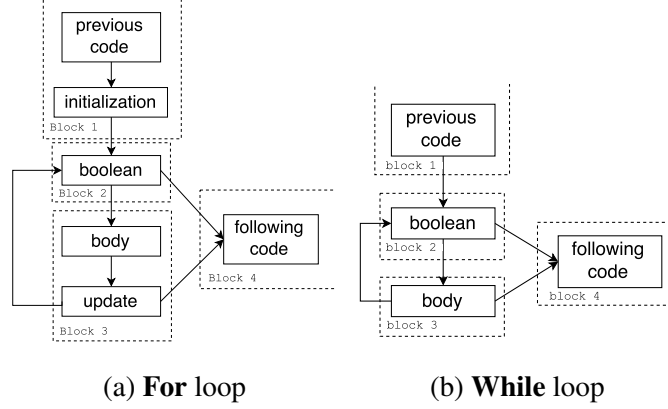 previous
code
initialization
Block 1
boolean
Block 2
body
update
Block 3
following
code
Block 4
(a) For loop
previous
code
block 1
boolean
block 2
body
block 3
following
code
block 4
(b) While loop